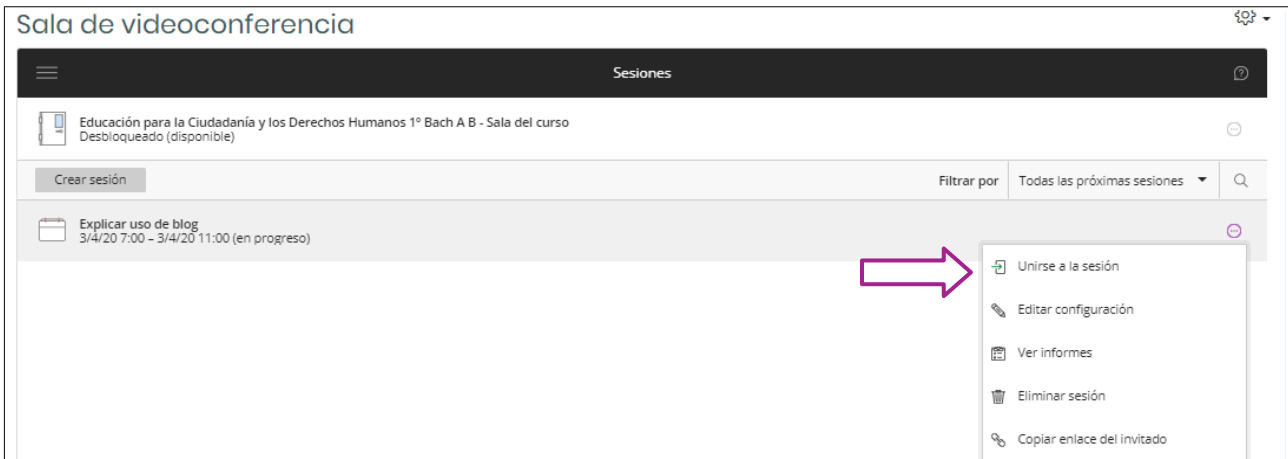 Sala de videoconferencia
Sesiones
Educación para la Ciudadanía y los Derechos Humanos 1º Bach A B - Sala del curso
Desbloqueado (disponible)
Crear sesión
Filtrar por
Todas las próximas sesiones
Explicar uso de blog
3/4/20 7:00 – 3/4/20 11:00 (en progreso)
Unirse a la sesión
Editar configuración
Ver informes
Eliminar sesión
Copiar enlace del invitado